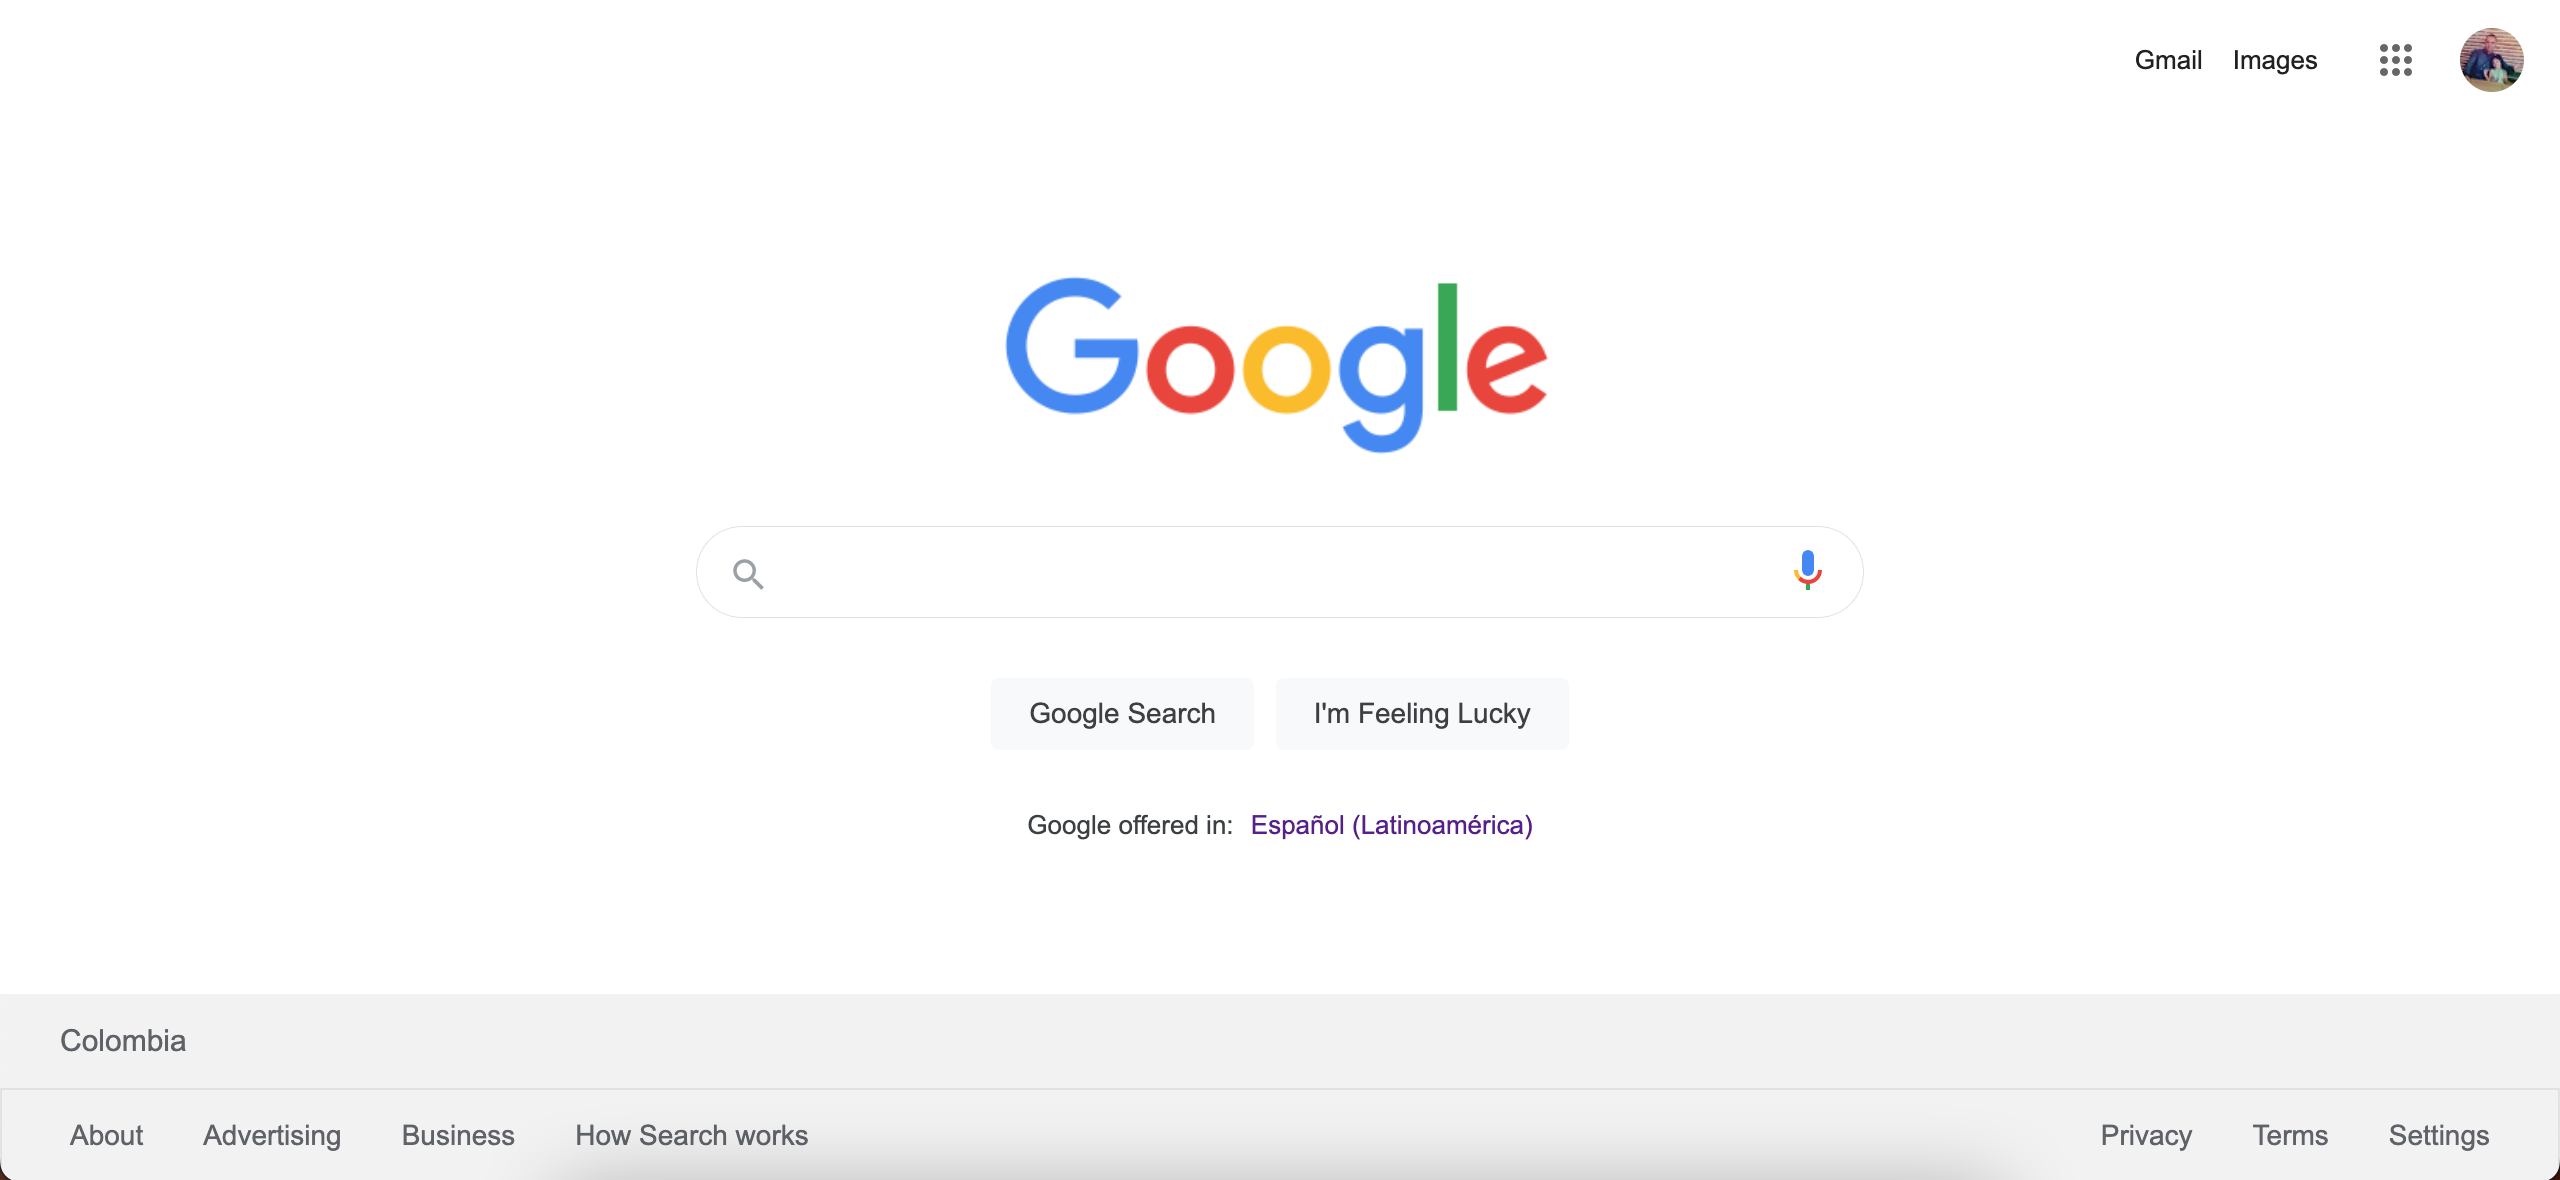 Gmail Images
Google
Google Search I'm Feeling Lucky
Google offered in: Español (Latinoamérica)
Colombia
About Advertising Business How Search works Privacy Terms Settings